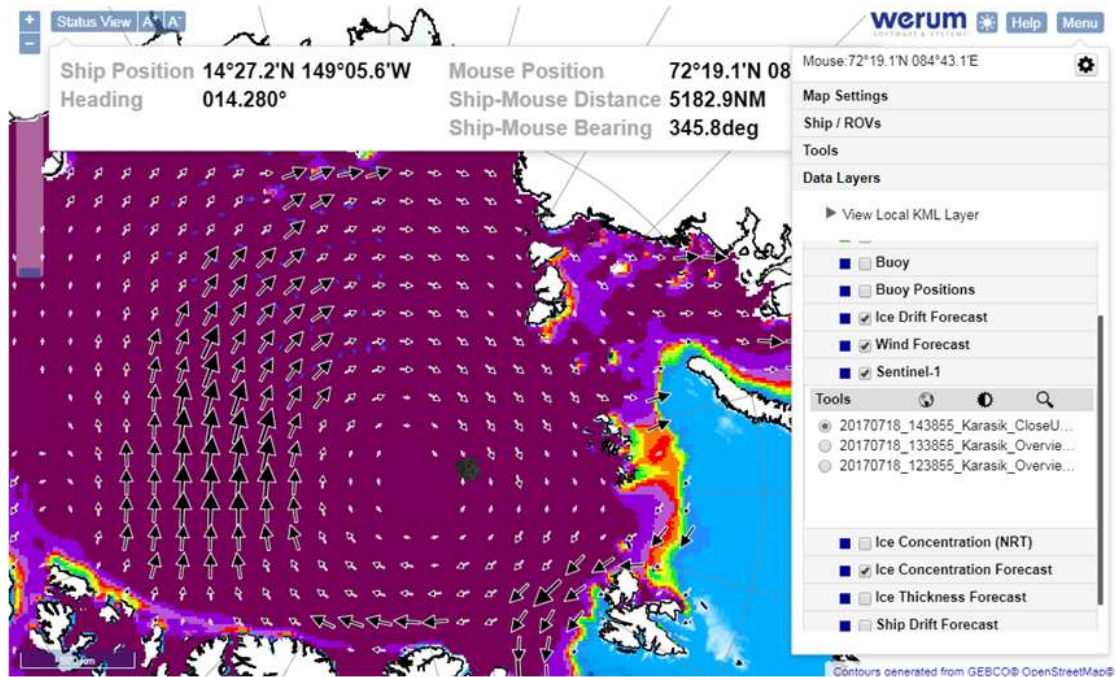 +
-
Status View A+ A-
werum
SOFTWARE & SYSTEMS
Help
Menu
Ship Position 14°27.2'N 149°05.6'W
Heading 014.280°
Mouse Position 72°19.1'N 08
Ship-Mouse Distance 5182.9NM
Ship-Mouse Bearing 345.8deg
Mouse:72°19.1'N 084°43.1'E
Map Settings
Ship / ROVs
Tools
Data Layers
View Local KML Layer
Buoy
Buoy Positions
Ice Drift Forecast
Wind Forecast
Sentinel-1
Tools
20170718_143855_Karasik_CloseU...
20170718_133855_Karasik_Overvie...
20170718_123855_Karasik_Overvie...
Ice Concentration (NRT)
Ice Concentration Forecast
Ice Thickness Forecast
Ship Drift Forecast
Contours generated from GEBCO® OpenStreetMap®